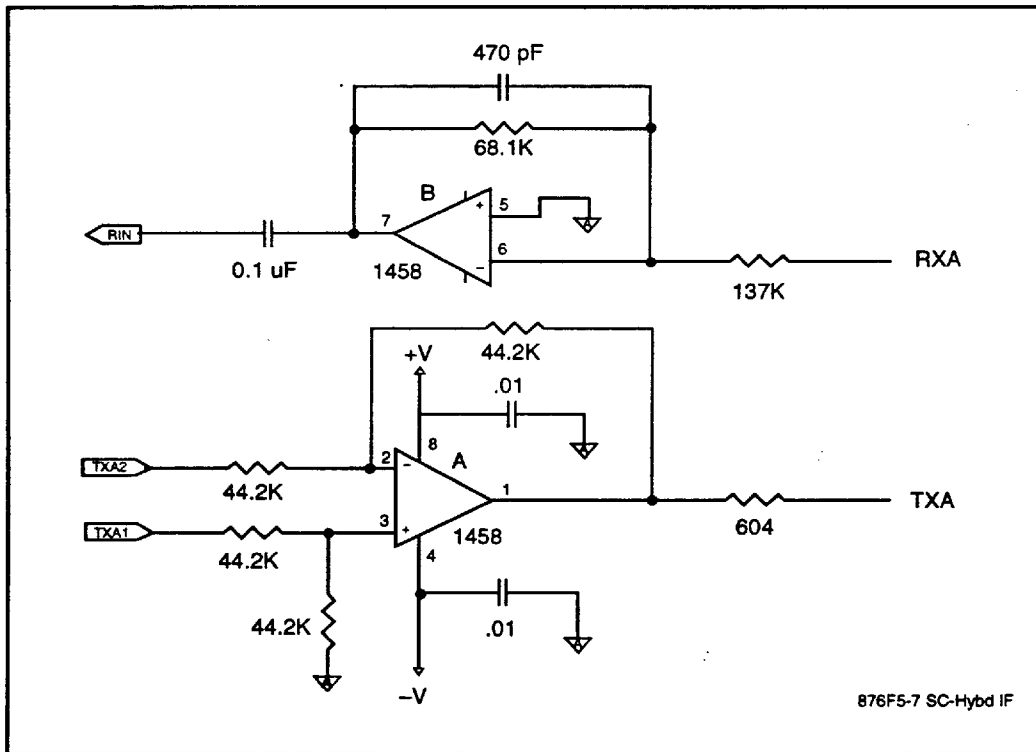 470 pF
68.1K
B
+
5
7
6
−
RIN
0.1 uF
1458
RXA
137K
44.2K
+V
.01
8
A
TXA2
2
−
44.2K
1
TXA
604
TXA1
3
+
44.2K
1458
4
44.2K
.01
−V
A
A
A
A
876F5-7 SC-Hybd IF